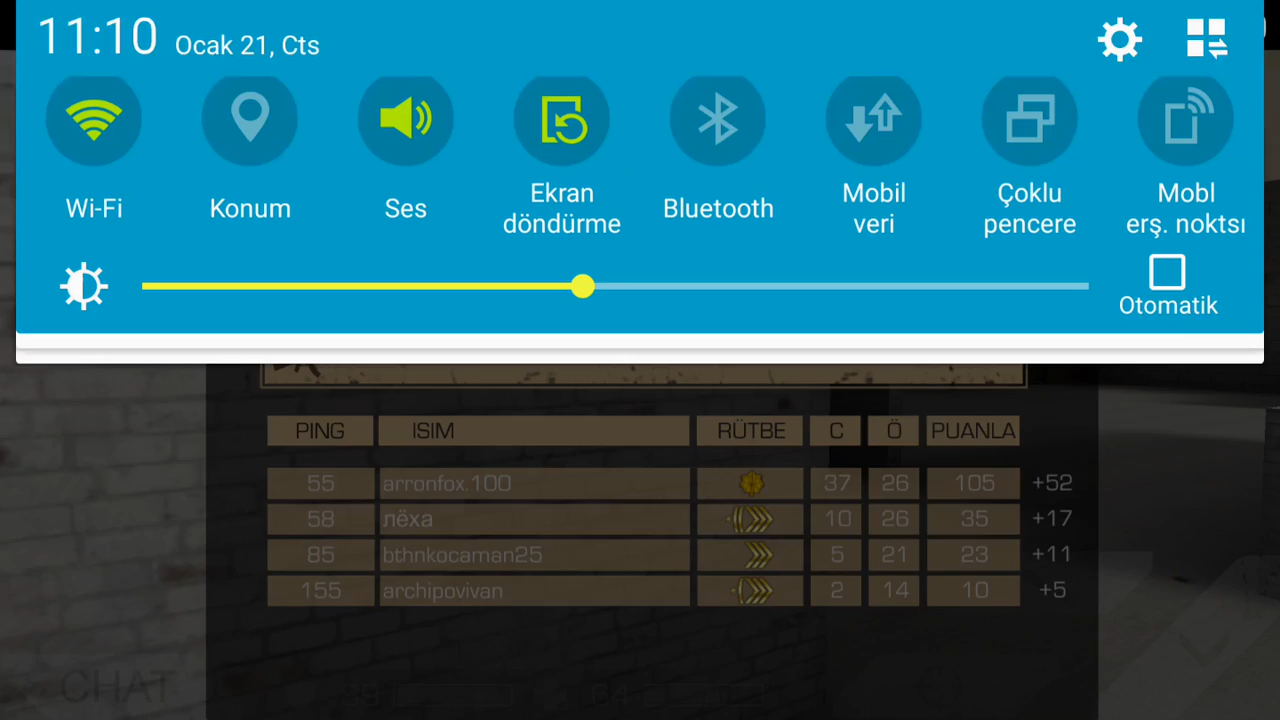 11:10 Ocak 21, Cts
Wi-Fi
Konum
Ses
Ekran
döndürme
Bluetooth
Mobil
veri
Çoklu
pencere
Mobl
erş. noktsı
Otomatik
PING ISIM RÜTBE C Ö PUANLA
55 arronfox.100 37 26 105 +52
58 лёха 10 26 35 +17
85 bthnkocaman25 5 21 23 +11
155 archipovivan 2 14 10 +5
CHAT